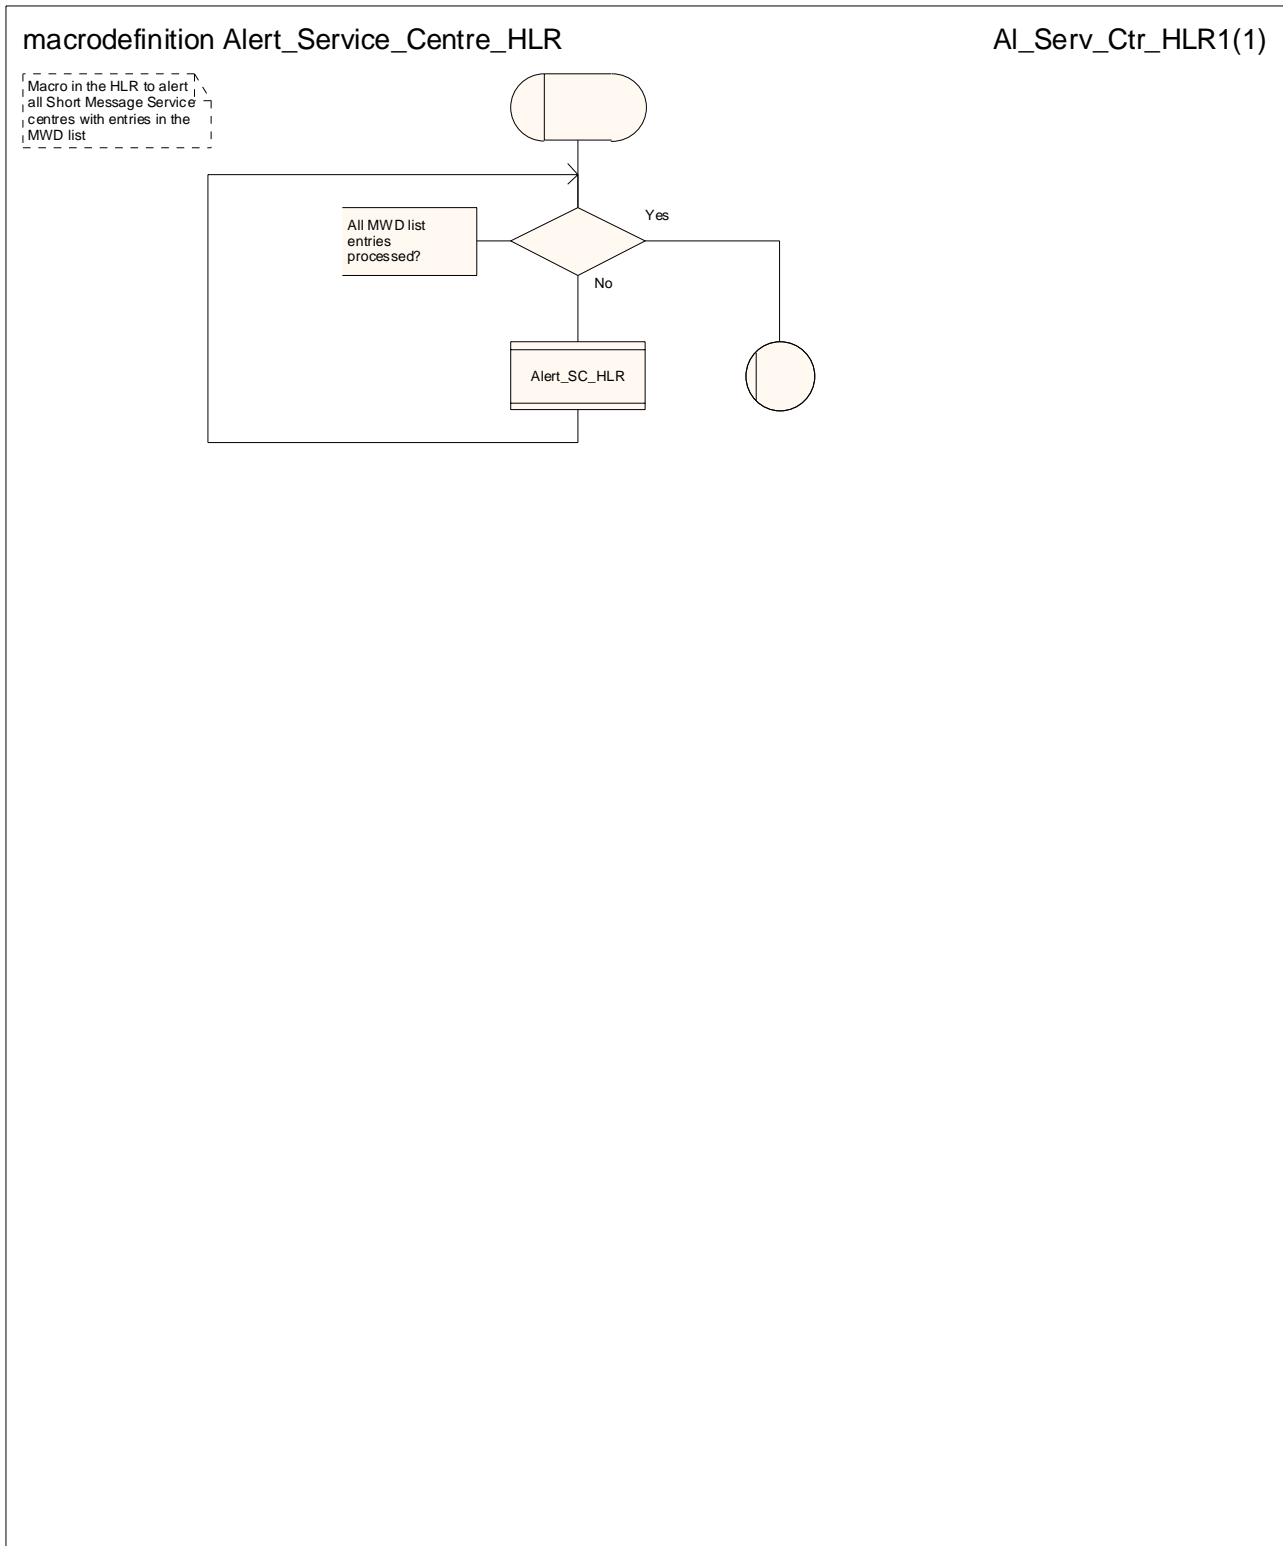 macrodefinition Alert_Service_Centre_HLR
Al_Serv_Ctr_HLR1(1)
Macro in the HLR to alert
all Short Message Service
centres with entries in the
MWD list
All MWD list
entries
processed?
Yes
No
Alert_SC_HLR